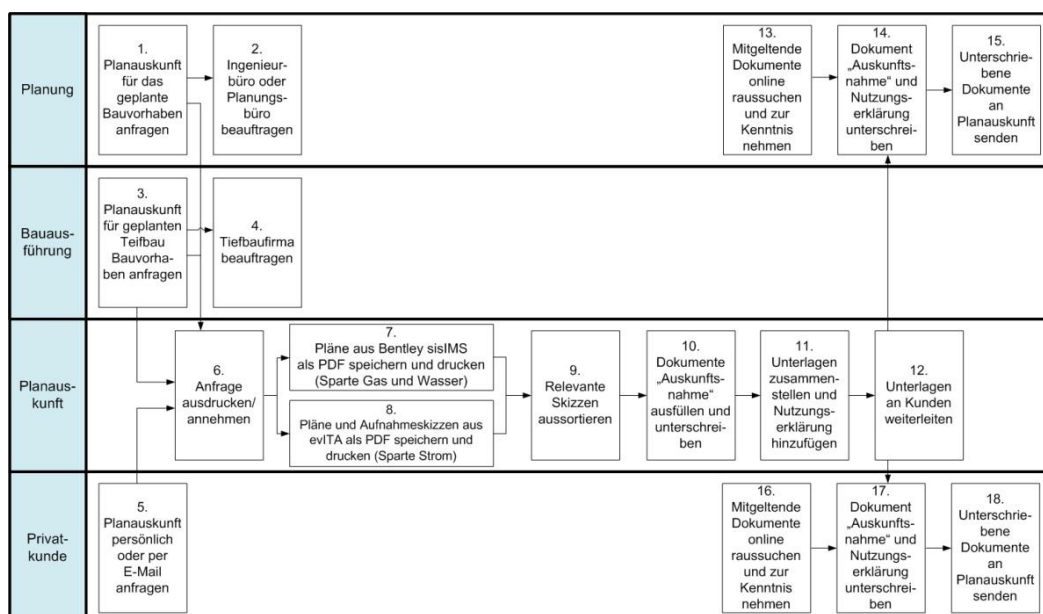 Planung
1.
Planauskunft
für das
geplante
Bauvorhaben
anfragen
2.
Ingenieur-
büro oder
Planungs-
büro
beauftragen
13.
Mitgeltende
Dokumente
online
raussuchen
und zur
Kenntnis
nehmen
14.
Dokument
„Auskunfts-
nahme“ und
Nutzungs-
erklärung
unterschrei-
ben
15.
Unterschrie-
bene
Dokumente
an
Planauskunft
senden
Bauaus-
führung
3.
Planauskunft
für geplanten
Teifbau
Bauvorha-
ben anfragen
4.
Tiefbaufirma
beauftragen
Planaus-
kunft
6.
Anfrage
ausdrucken/
annehmen
7.
Pläne aus Bentley sisIMS
als PDF speichern und drucken
(Sparte Gas und Wasser)
8.
Pläne und Aufnahmeskizzen aus
evITA als PDF speichern und
drucken (Sparte Strom)
9.
Relevante
Skizzen
aussortieren
10.
Dokumente
„Auskunfts-
nahme“
ausfüllen und
unterschrei-
ben
11.
Unterlagen
zusammen-
stellen und
Nutzungs-
erklärung
hinzufügen
12.
Unterlagen
an Kunden
weiterleiten
Privat-
kunde
5.
Planauskunft
persönlich
oder per
E-Mail
anfragen
16.
Mitgeltende
Dokumente
online
raussuchen
und zur
Kenntnis
nehmen
17.
Dokument
„Auskunfts-
nahme“ und
Nutzungs-
erklärung
unterschrei-
ben
18.
Unterschrie-
bene
Dokumente
an
Planauskunft
senden